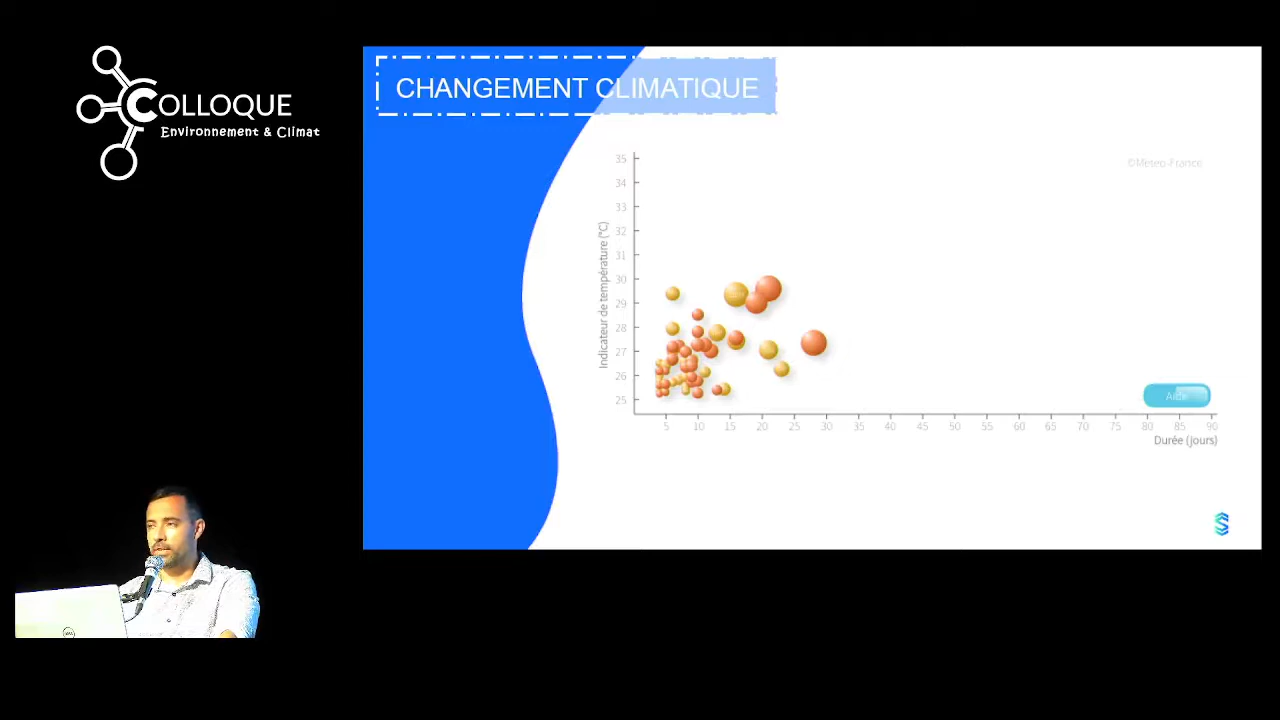 COLLOQUE
Environnement & Climat
CHANGEMENT CLIMATIQUE
©Meteo-France
Indicateur de température (°C)
35
34
33
32
31
30
29
28
27
26
25
5 10 15 20 25 30 35 40 45 50 55 60 65 70 75 80 85 90
Durée (jours)
Aide
DELL